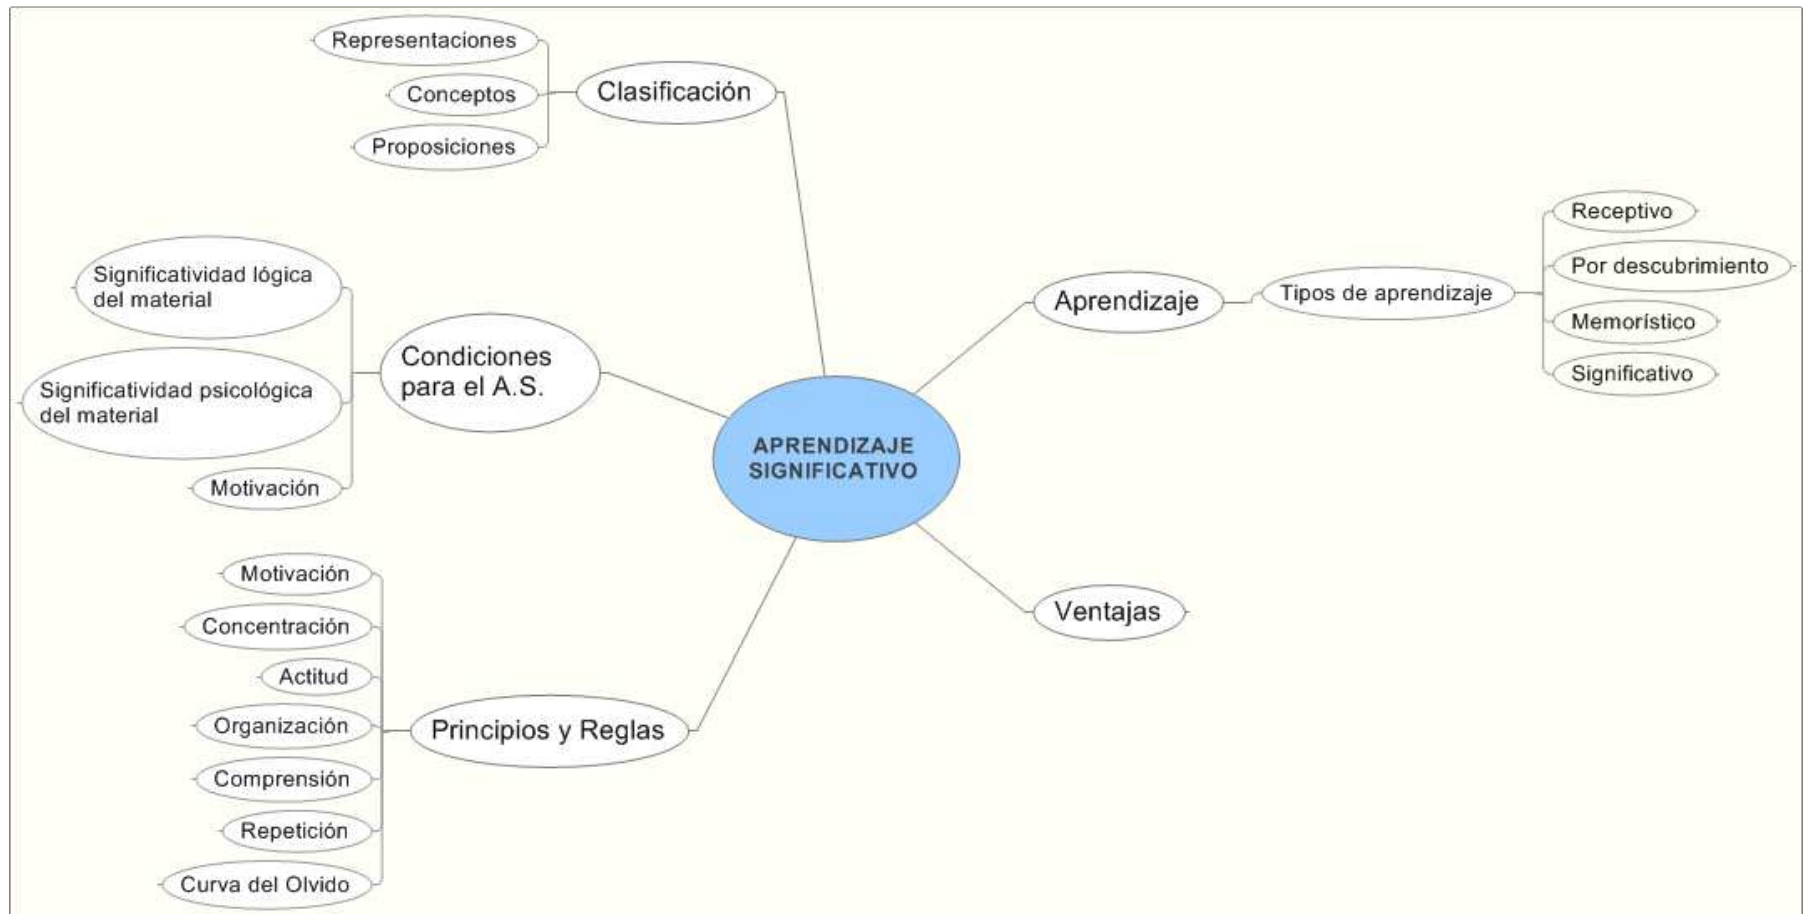 Representaciones
Conceptos
Proposiciones
Clasificación
Significatividad lógica
del material
Significatividad psicológica
del material
Motivación
Condiciones
para el A.S.
Motivación
Concentración
Actitud
Organización
Comprensión
Repetición
Curva del Olvido
Principios y Reglas
APRENDIZAJE
SIGNIFICATIVO
Aprendizaje
Tipos de aprendizaje
Receptivo
Por descubrimiento
Memorístico
Significativo
Ventajas